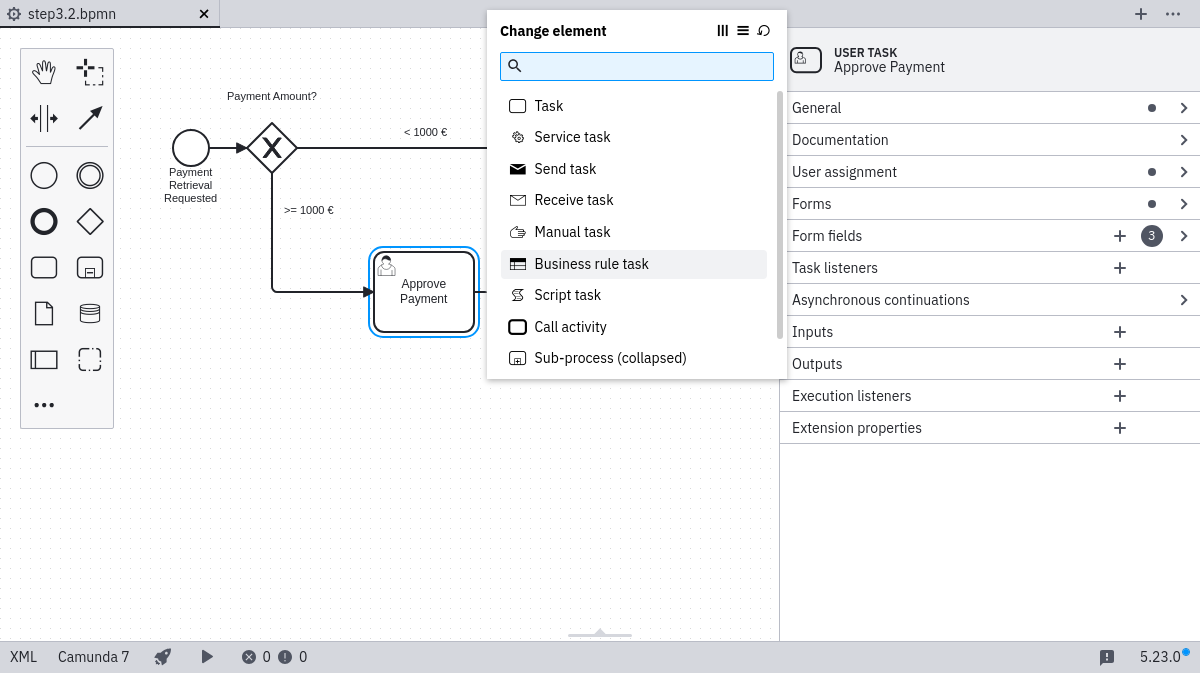 step3.2.bpmn
Payment Amount?
Payment
Retrieval
Requested
X
< 1000 €
>= 1000 €
Approve
Payment
Change element
Task
Service task
Send task
Receive task
Manual task
Business rule task
Script task
Call activity
Sub-process (collapsed)
USER TASK
Approve Payment
General
Documentation
User assignment
Forms
Form fields 3
Task listeners
Asynchronous continuations
Inputs
Outputs
Execution listeners
Extension properties
XML Camunda 7 0 0 5.23.0